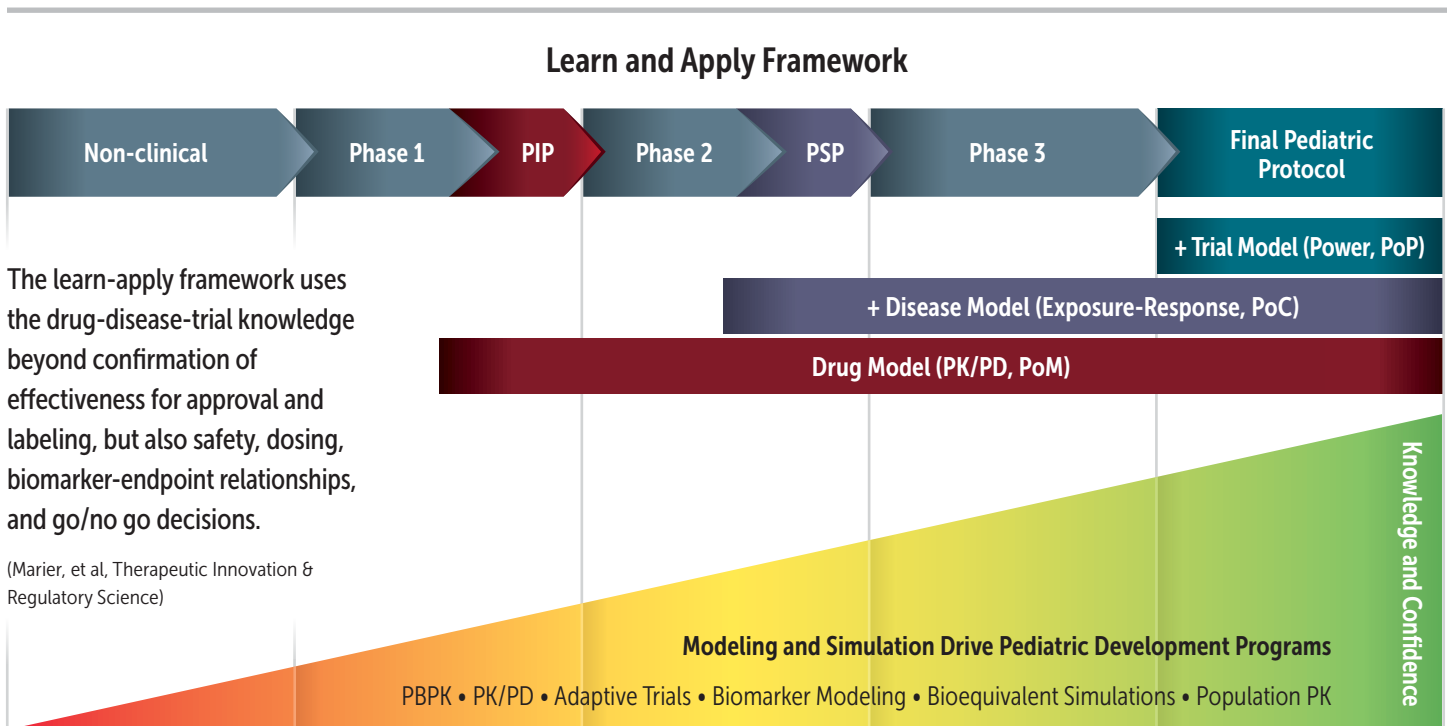 Learn and Apply Framework
Non-clinical
Phase 1
PIP
Phase 2
PSP
Phase 3
Final Pediatric
Protocol
+ Trial Model (Power, PoP)
+ Disease Model (Exposure-Response, PoC)
Drug Model (PK/PD, PoM)
The learn-apply framework uses
the drug-disease-trial knowledge
beyond confirmation of
effectiveness for approval and
labeling, but also safety, dosing,
biomarker-endpoint relationships,
and go/no go decisions.
(Marier, et al, Therapeutic Innovation &
Regulatory Science)
Knowledge and Confidence
Modeling and Simulation Drive Pediatric Development Programs
PBPK • PK/PD • Adaptive Trials • Biomarker Modeling • Bioequivalent Simulations • Population PK